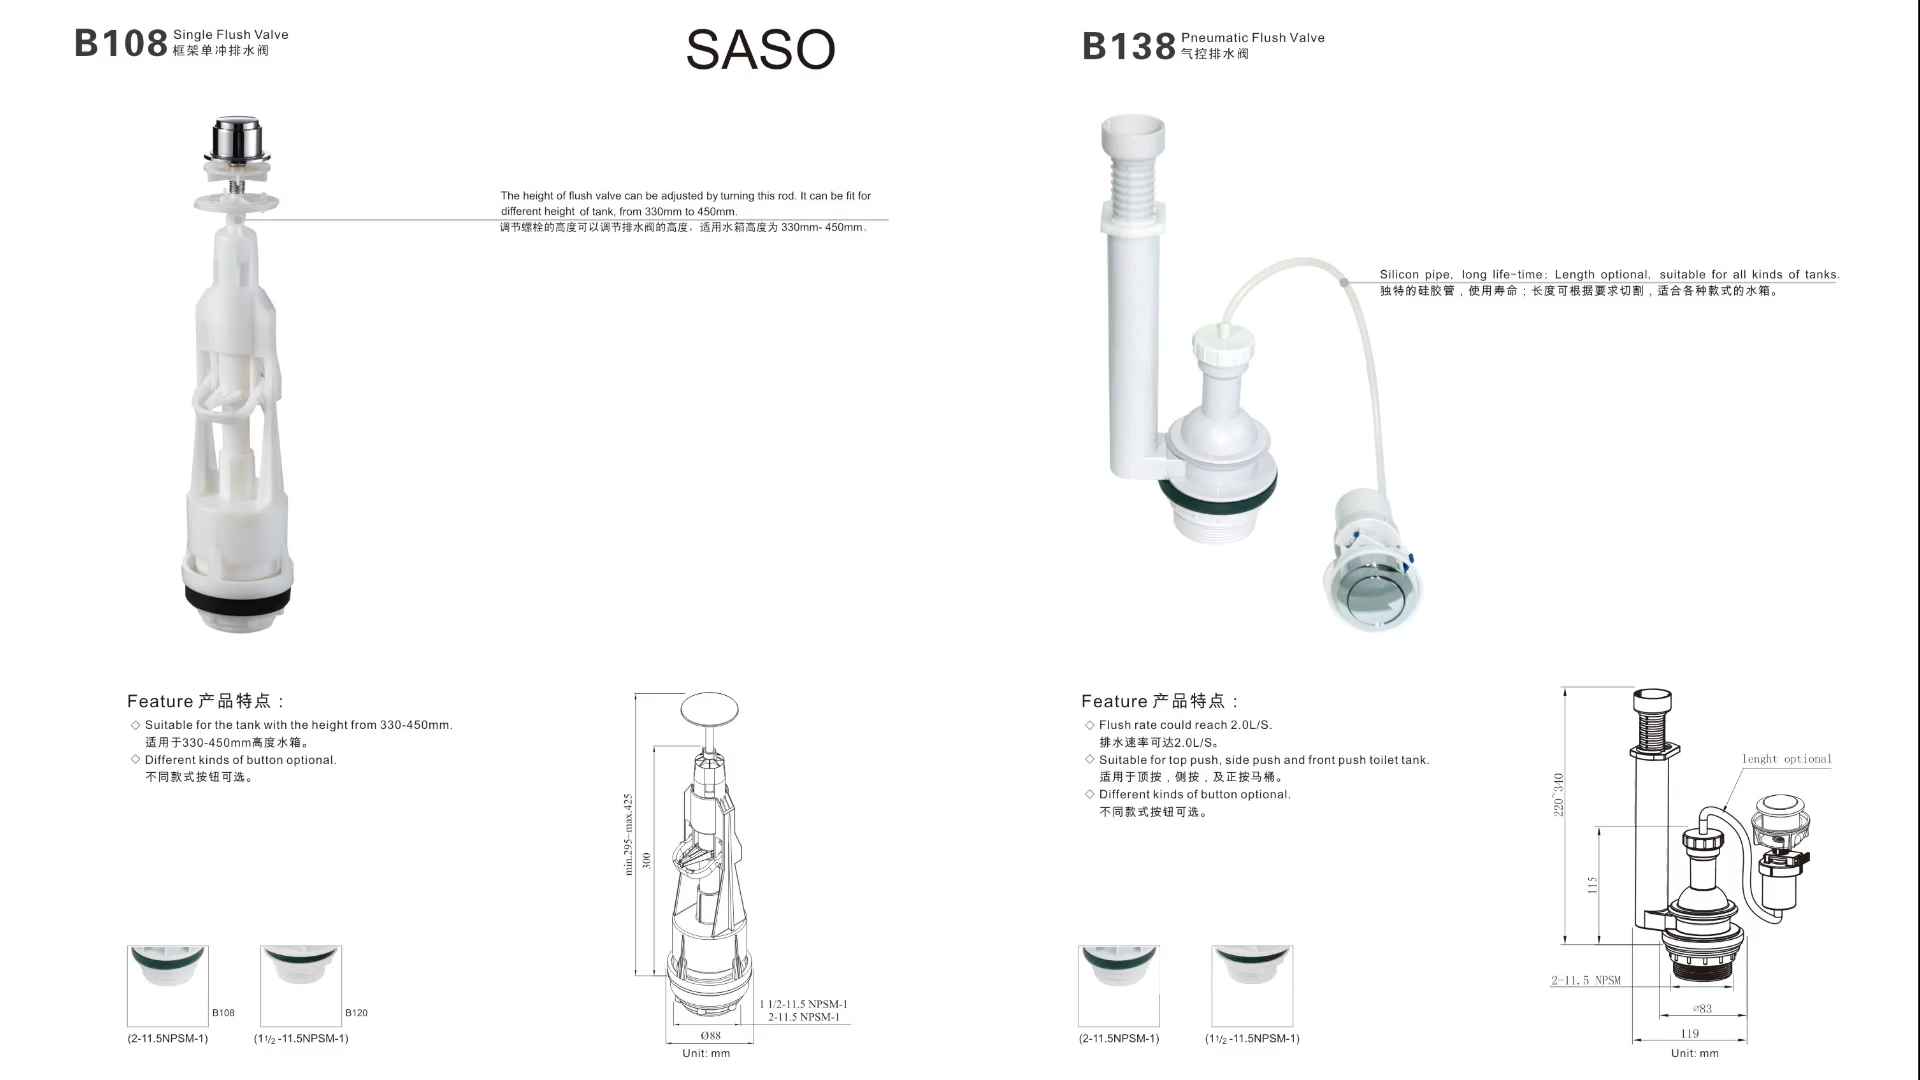 B108 Single Flush Valve
框架单冲排水阀
SASO
The height of flush valve can be adjusted by turning this rod. It can be fit for
different height of tank, from 330mm to 450mm.
调节螺栓的高度可以调节排水阀的高度，适用水箱高度为 330mm- 450mm。
Feature 产品特点：
◇ Suitable for the tank with the height from 330-450mm.
适用于330-450mm高度水箱。
◇ Different kinds of button optional.
不同款式按钮可选。
B108
(2-11.5NPSM-1)
B120
(1 1/2 -11.5NPSM-1)
min.295-max.425
300
1 1/2-11.5 NPSM-1
2-11.5 NPSM-1
Ø88
Unit: mm
B138 Pneumatic Flush Valve
气控排水阀
Silicon pipe, long life-time; Length optional, suitable for all kinds of tanks.
独特的硅胶管，使用寿命；长度可根据要求切割，适合各种款式的水箱。
Feature 产品特点：
◇ Flush rate could reach 2.0L/S.
排水速率可达2.0L/S。
◇ Suitable for top push, side push and front push toilet tank.
适用于顶按，侧按，及正按马桶。
◇ Different kinds of button optional.
不同款式按钮可选。
(2-11.5NPSM-1)
(1 1/2 -11.5NPSM-1)
lenght optional
220~340
115
2-11.5 NPSM
⌀83
119
Unit: mm